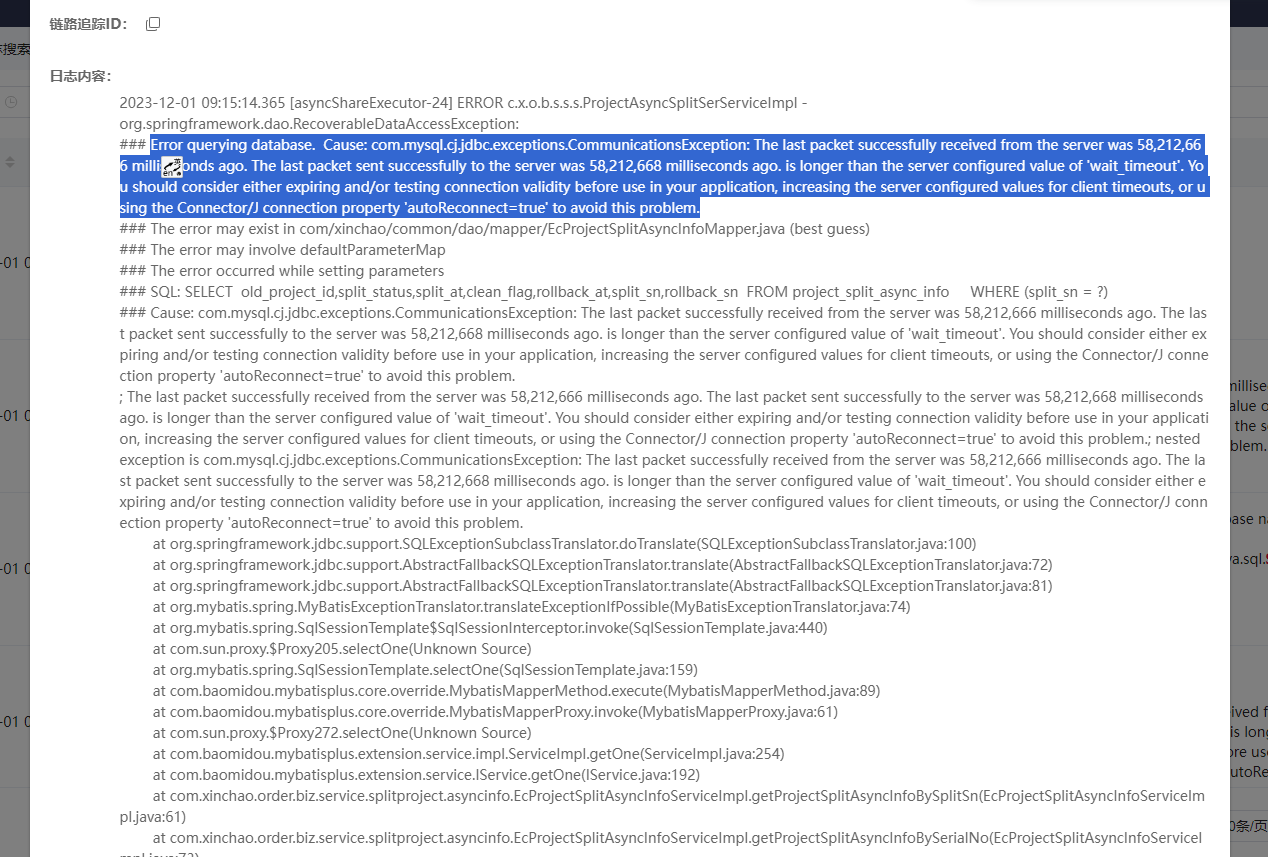 链路追踪ID：
日志内容：
2023-12-01 09:15:14.365 [asyncShareExecutor-24] ERROR c.x.o.b.s.s.s.ProjectAsyncSplitSerServiceImpl -
org.springframework.dao.RecoverableDataAccessException:
### Error querying database.  Cause: com.mysql.cj.jdbc.exceptions.CommunicationsException: The last packet successfully received from the server was 58,212,66
6 milli onds ago. The last packet sent successfully to the server was 58,212,668 milliseconds ago. is longer than the server configured value of 'wait_timeout'. Yo
u should consider either expiring and/or testing connection validity before use in your application, increasing the server configured values for client timeouts, or u
sing the Connector/J connection property 'autoReconnect=true' to avoid this problem.
### The error may exist in com/xinchao/common/dao/mapper/EcProjectSplitAsyncInfoMapper.java (best guess)
### The error may involve defaultParameterMap
### The error occurred while setting parameters
### SQL: SELECT  old_project_id,split_status,split_at,clean_flag,rollback_at,split_sn,rollback_sn  FROM project_split_async_info     WHERE (split_sn = ?)
### Cause: com.mysql.cj.jdbc.exceptions.CommunicationsException: The last packet successfully received from the server was 58,212,666 milliseconds ago. The las
t packet sent successfully to the server was 58,212,668 milliseconds ago. is longer than the server configured value of 'wait_timeout'. You should consider either ex
piring and/or testing connection validity before use in your application, increasing the server configured values for client timeouts, or using the Connector/J conne
ction property 'autoReconnect=true' to avoid this problem.
; The last packet successfully received from the server was 58,212,666 milliseconds ago. The last packet sent successfully to the server was 58,212,668 milliseconds
ago. is longer than the server configured value of 'wait_timeout'. You should consider either expiring and/or testing connection validity before use in your applicati
on, increasing the server configured values for client timeouts, or using the Connector/J connection property 'autoReconnect=true' to avoid this problem.; nested
exception is com.mysql.cj.jdbc.exceptions.CommunicationsException: The last packet successfully received from the server was 58,212,666 milliseconds ago. The la
st packet sent successfully to the server was 58,212,668 milliseconds ago. is longer than the server configured value of 'wait_timeout'. You should consider either e
xpiring and/or testing connection validity before use in your application, increasing the server configured values for client timeouts, or using the Connector/J conn
ection property 'autoReconnect=true' to avoid this problem.
at org.springframework.jdbc.support.SQLExceptionSubclassTranslator.doTranslate(SQLExceptionSubclassTranslator.java:100)
at org.springframework.jdbc.support.AbstractFallbackSQLExceptionTranslator.translate(AbstractFallbackSQLExceptionTranslator.java:72)
at org.springframework.jdbc.support.AbstractFallbackSQLExceptionTranslator.translate(AbstractFallbackSQLExceptionTranslator.java:81)
at org.mybatis.spring.MyBatisExceptionTranslator.translateExceptionIfPossible(MyBatisExceptionTranslator.java:74)
at org.mybatis.spring.SqlSessionTemplate$SqlSessionInterceptor.invoke(SqlSessionTemplate.java:440)
at com.sun.proxy.$Proxy205.selectOne(Unknown Source)
at org.mybatis.spring.SqlSessionTemplate.selectOne(SqlSessionTemplate.java:159)
at com.baomidou.mybatisplus.core.override.MybatisMapperMethod.execute(MybatisMapperMethod.java:89)
at com.baomidou.mybatisplus.core.override.MybatisMapperProxy.invoke(MybatisMapperProxy.java:61)
at com.sun.proxy.$Proxy272.selectOne(Unknown Source)
at com.baomidou.mybatisplus.extension.service.impl.ServiceImpl.getOne(ServiceImpl.java:254)
at com.baomidou.mybatisplus.extension.service.IService.getOne(IService.java:192)
at com.xinchao.order.biz.service.splitproject.asyncinfo.EcProjectSplitAsyncInfoServiceImpl.getProjectSplitAsyncInfoBySplitSn(EcProjectSplitAsyncInfoServiceIm
pl.java:61)
at com.xinchao.order.biz.service.splitproject.asyncinfo.EcProjectSplitAsyncInfoServiceImpl.getProjectSplitAsyncInfoBySerialNo(EcProjectSplitAsyncInfoServiceI